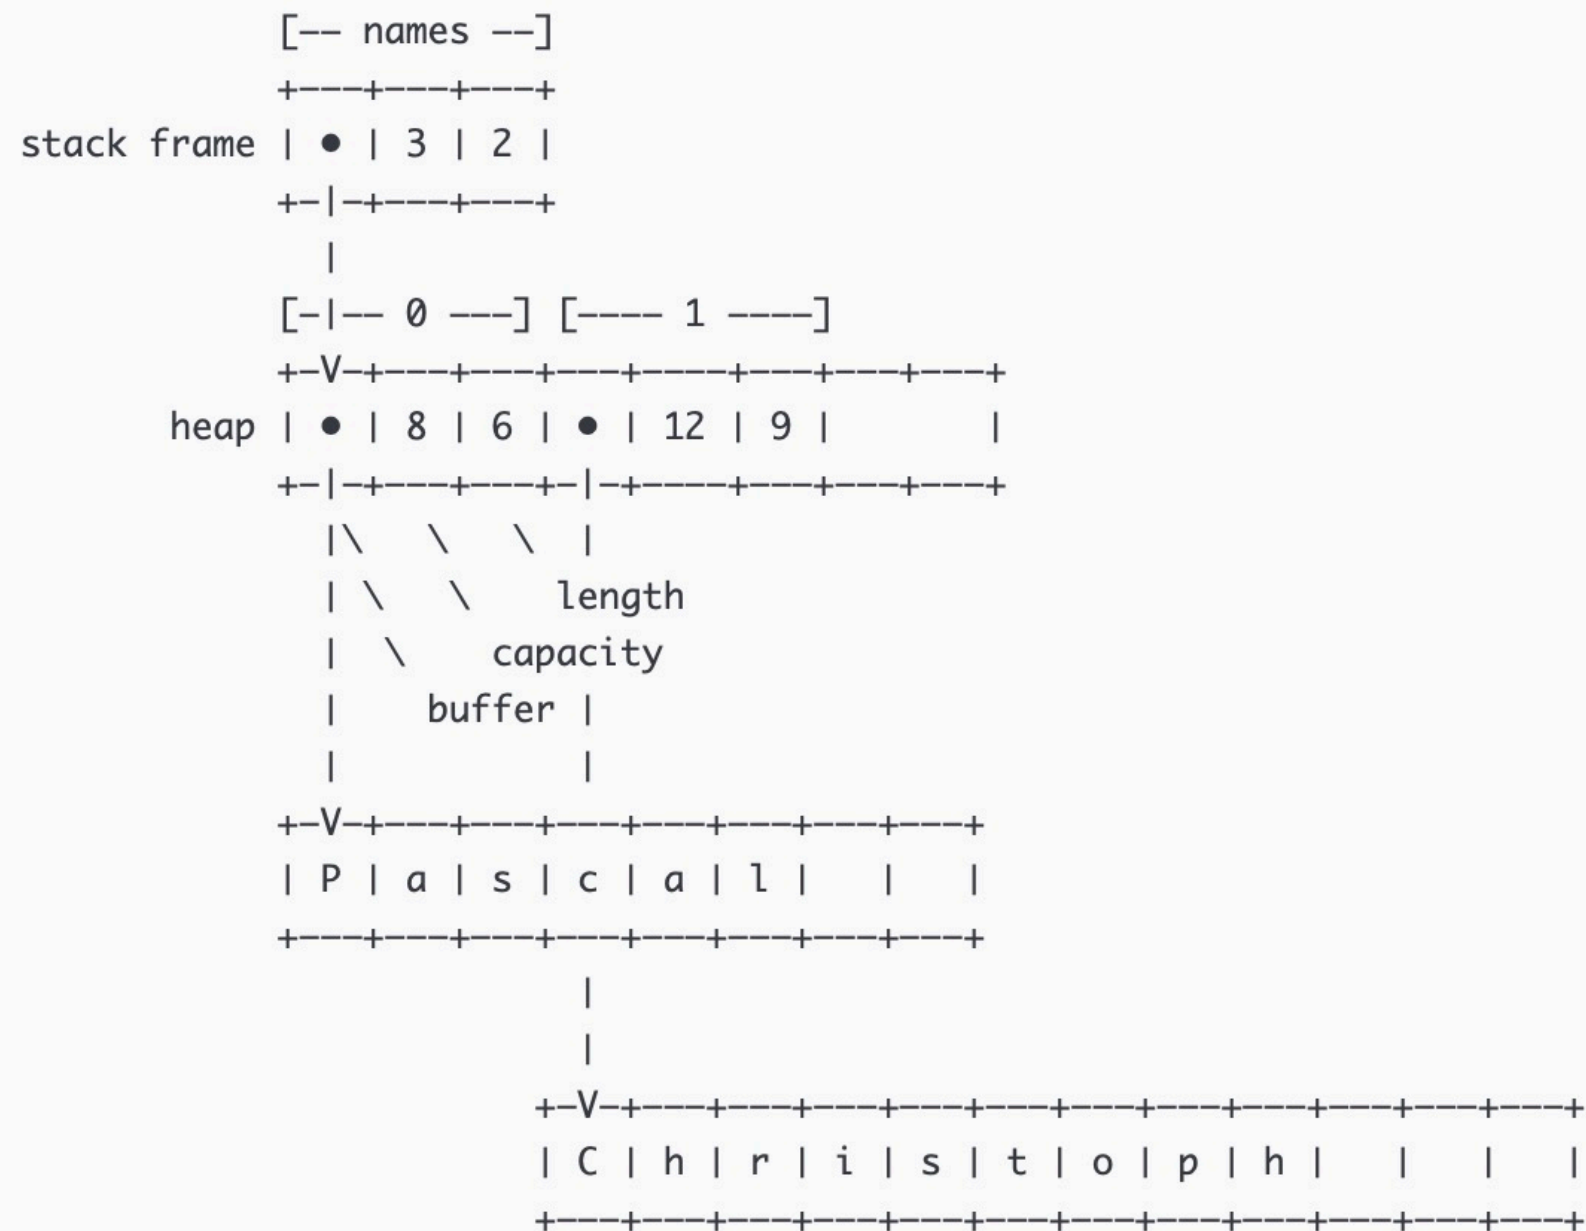 [-- names --]
            +---+---+---+
stack frame | ● | 3 | 2 |
            +-|-+---+---+
              |
            [-|-- 0 ---] [---- 1 ----]
            +-V-+---+---+---+----+---+---+---+
       heap | ● | 8 | 6 | ● | 12 | 9 |       |
            +-|-+---+---+-|-+----+---+---+---+
              |\   \   \  |
              | \   \    length
              |  \    capacity
              |    buffer |
              |           |
            +-V-+---+---+---+---+---+---+---+
            | P | a | s | c | a | l |   |   |
            +---+---+---+---+---+---+---+---+
                          |
                          |
                        +-V-+---+---+---+---+---+---+---+---+---+---+---+
                        | C | h | r | i | s | t | o | p | h |   |   |   |
                        +---+---+---+---+---+---+---+---+---+---+---+---+